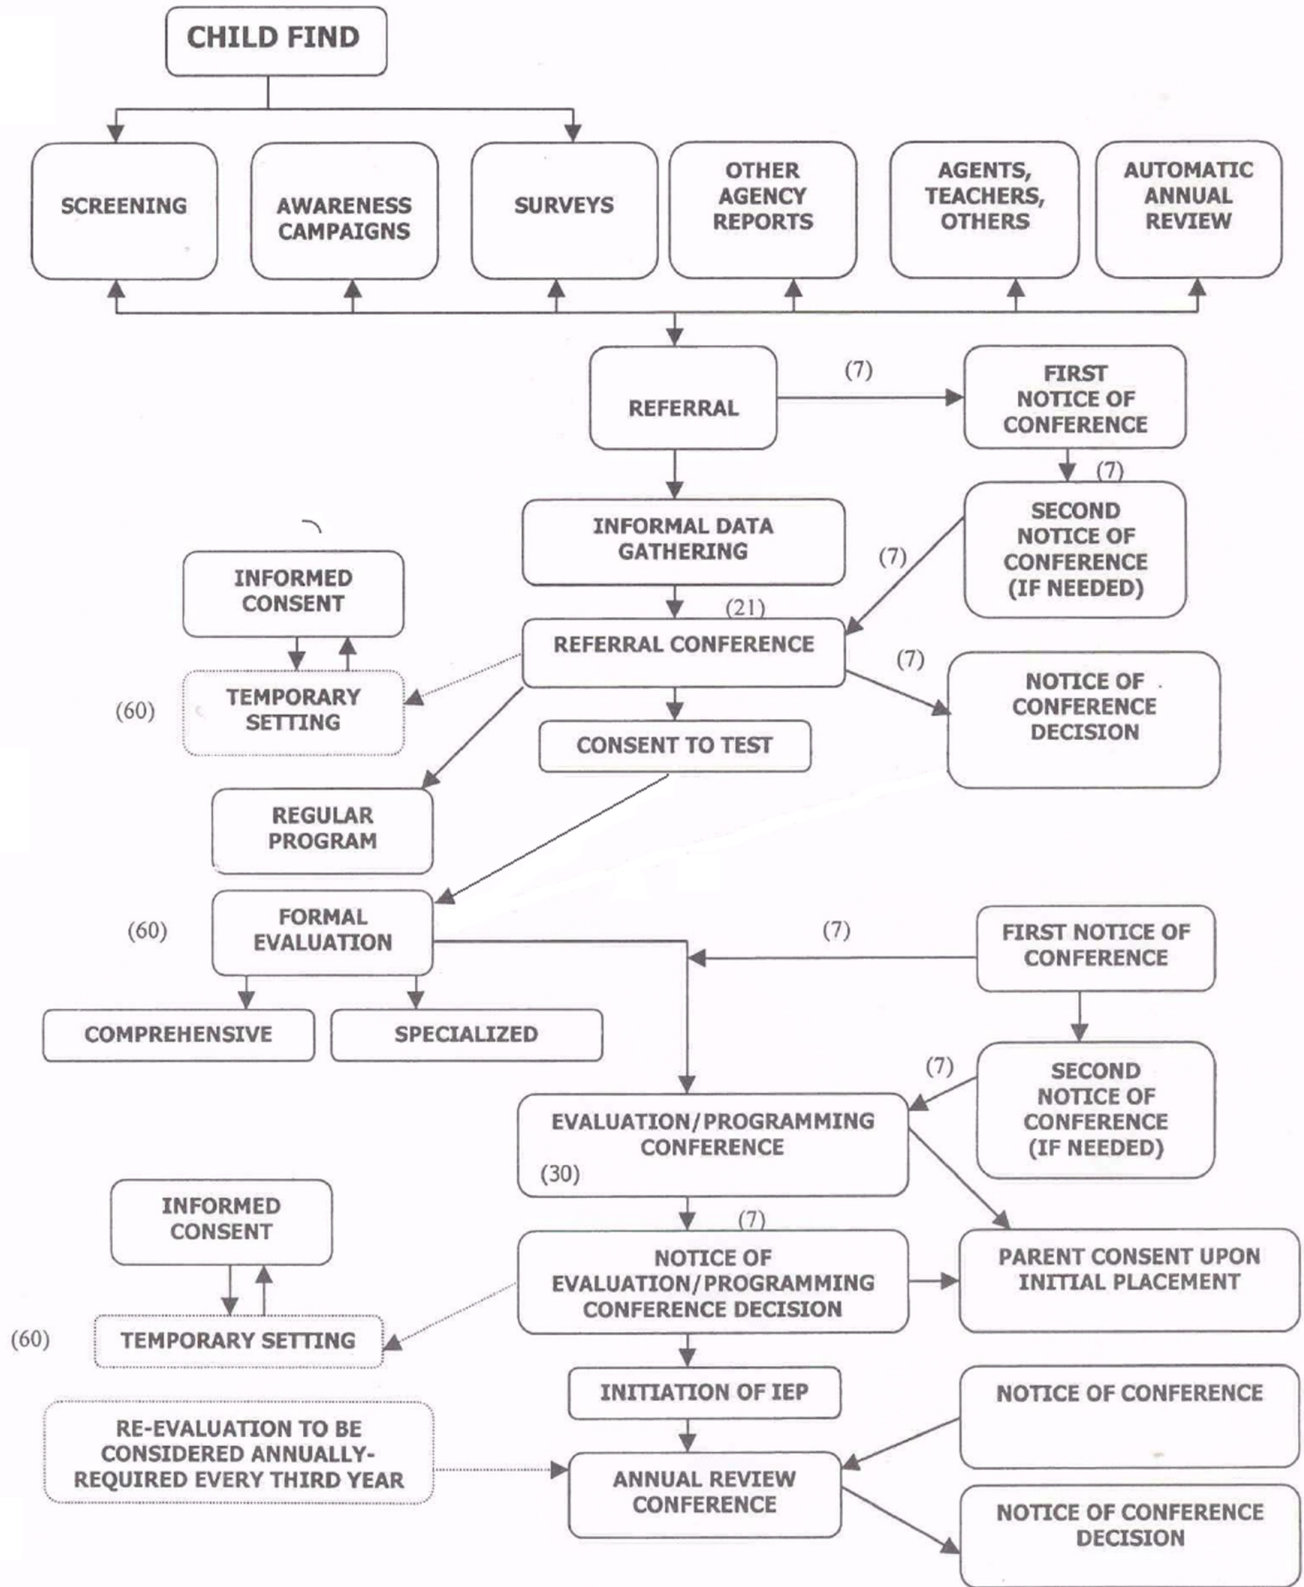 CHILD FIND
SCREENING
AWARENESS
CAMPAIGNS
SURVEYS
OTHER
AGENCY
REPORTS
AGENTS,
TEACHERS,
OTHERS
AUTOMATIC
ANNUAL
REVIEW
REFERRAL
(7)
FIRST
NOTICE OF
CONFERENCE
(7)
INFORMAL DATA
GATHERING
SECOND
NOTICE OF
CONFERENCE
(IF NEEDED)
(7)
INFORMED
CONSENT
(21)
REFERRAL CONFERENCE
(7)
TEMPORARY
SETTING
(60)
NOTICE OF
CONFERENCE
DECISION
CONSENT TO TEST
REGULAR
PROGRAM
FORMAL
EVALUATION
(60)
(7)
FIRST NOTICE OF
CONFERENCE
COMPREHENSIVE
SPECIALIZED
(7)
SECOND
NOTICE OF
CONFERENCE
(IF NEEDED)
EVALUATION/PROGRAMMING
CONFERENCE
(30)
INFORMED
CONSENT
(7)
NOTICE OF
EVALUATION/PROGRAMMING
CONFERENCE DECISION
PARENT CONSENT UPON
INITIAL PLACEMENT
(60)
TEMPORARY SETTING
INITIATION OF IEP
NOTICE OF CONFERENCE
RE-EVALUATION TO BE
CONSIDERED ANNUALLY-
REQUIRED EVERY THIRD YEAR
ANNUAL REVIEW
CONFERENCE
NOTICE OF CONFERENCE
DECISION